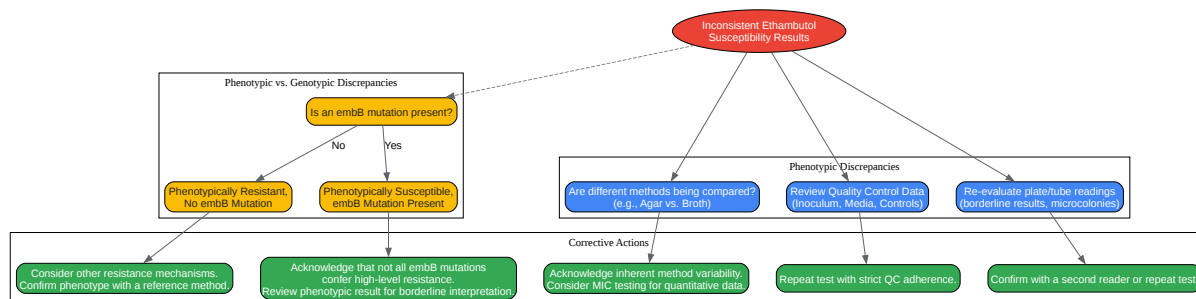 Inconsistent Ethambutol
Susceptibility Results
Phenotypic vs. Genotypic Discrepancies
Is an embB mutation present?
No
Yes
Phenotypically Resistant,
No embB Mutation
Phenotypically Susceptible,
embB Mutation Present
Phenotypic Discrepancies
Are different methods being compared?
(e.g., Agar vs. Broth)
Review Quality Control Data
(Inoculum, Media, Controls)
Re-evaluate plate/tube readings
(borderline results, microcolonies)
Corrective Actions
Consider other resistance mechanisms.
Confirm phenotype with a reference method.
Acknowledge that not all embB mutations
confer high-level resistance.
Review phenotypic result for borderline interpretation.
Acknowledge inherent method variability.
Consider MIC testing for quantitative data.
Repeat test with strict QC adherence.
Confirm with a second reader or repeat test.